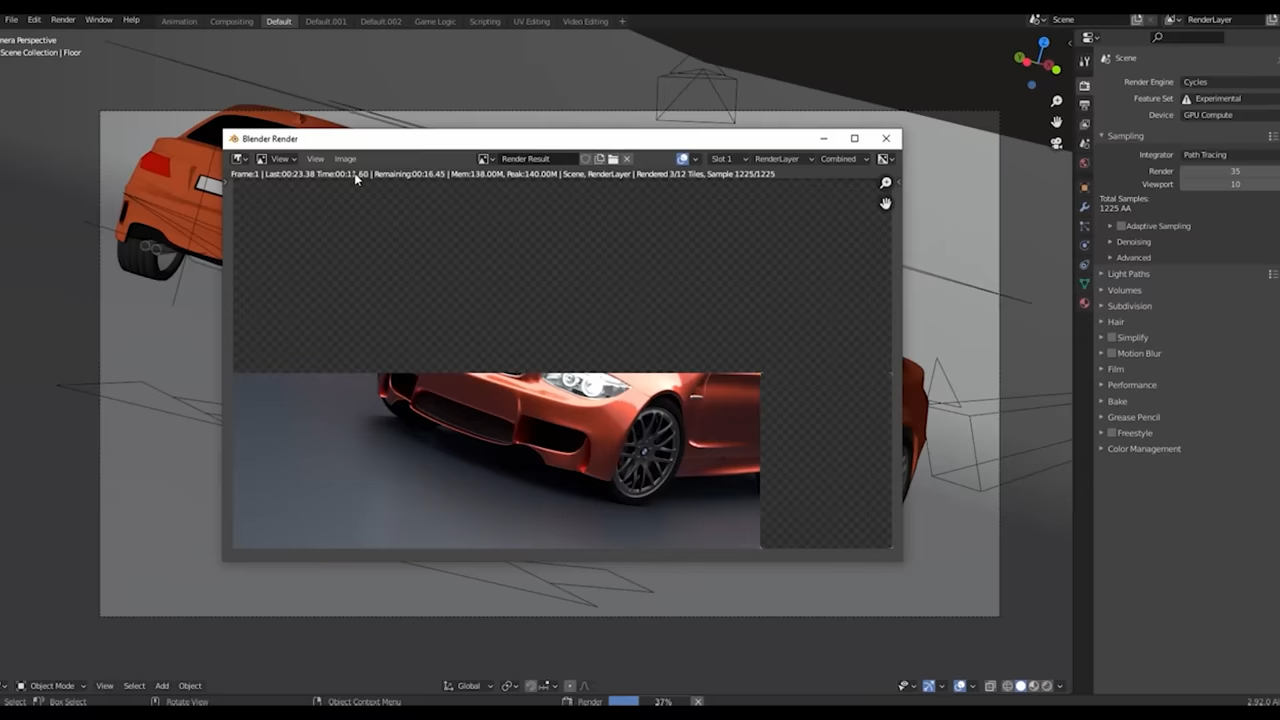 File Edit Render Window Help Animation Compositing Default Default.001 Default.002 Game Logic Scripting UV Editing Video Editing + Scene RenderLayer
mera Perspective
Scene Collection | Floor
Scene
Render Engine Cycles
Feature Set Experimental
Device GPU Compute
Sampling
Integrator Path Tracing
Render 35
Viewport 10
Total Samples:
1225 AA
Adaptive Sampling
Denoising
Advanced
Light Paths
Volumes
Subdivision
Hair
Simplify
Motion Blur
Film
Performance
Bake
Grease Pencil
Freestyle
Color Management
Blender Render
View View Image Render Result Slot 1 RenderLayer Combined
Frame:1 | Last:00:23.38 Time:00:11.60 | Remaining:00:16.45 | Mem:138.00M, Peak:140.00M | Scene, RenderLayer | Rendered 3/12 Tiles, Sample 1225/1225
Object Mode View Select Add Object Global
Select Box Select Rotate View Object Context Menu Render 37% 2.92.0 A